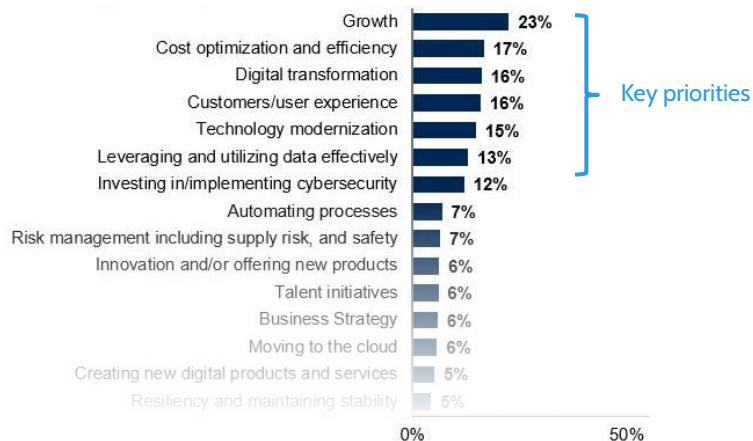 Growth 23%
Cost optimization and efficiency 17%
Digital transformation 16%
Customers/user experience 16%
Key priorities
Technology modernization 15%
Leveraging and utilizing data effectively 13%
Investing in/implementing cybersecurity 12%
Automating processes 7%
Risk management including supply risk, and safety 7%
Innovation and/or offering new products 6%
Talent initiatives 6%
Business Strategy 6%
Moving to the cloud 6%
Creating new digital products and services 5%
Resiliency and maintaining stability 5%
0% 50%